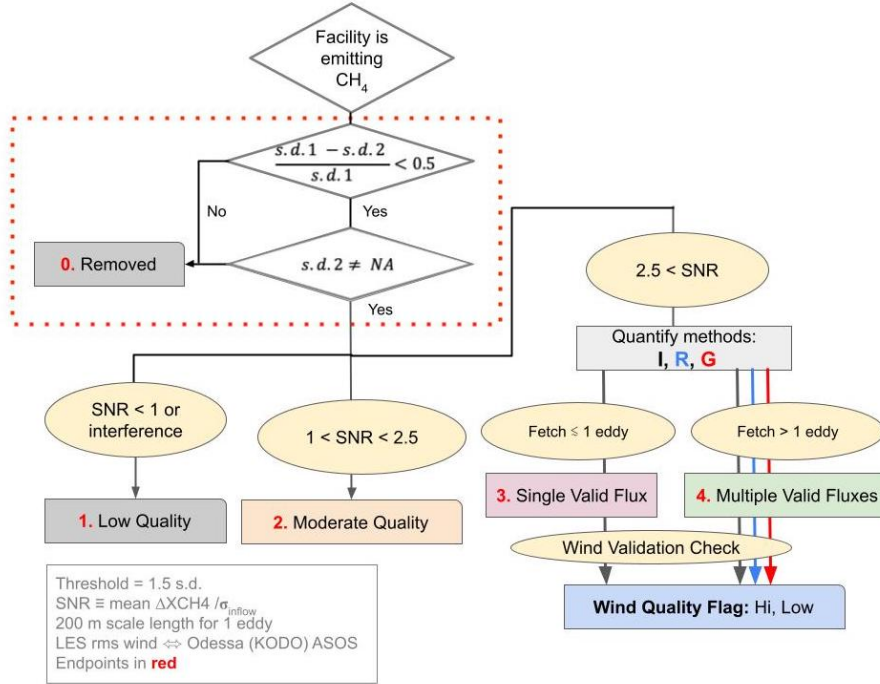 Facility is
emitting
CH₄
s.d.1 − s.d.2
s.d.1
< 0.5
No
Yes
0. Removed
s.d.2 ≠ NA
Yes
2.5 < SNR
Quantify methods:
I, R, G
SNR < 1 or
interference
1 < SNR < 2.5
Fetch ≤ 1 eddy
Fetch > 1 eddy
1. Low Quality
2. Moderate Quality
3. Single Valid Flux
4. Multiple Valid Fluxes
Wind Validation Check
Wind Quality Flag: Hi, Low
Threshold = 1.5 s.d.
SNR ≡ mean ΔXCH4 /σinflow
200 m scale length for 1 eddy
LES rms wind ⇔ Odessa (KODO) ASOS
Endpoints in red